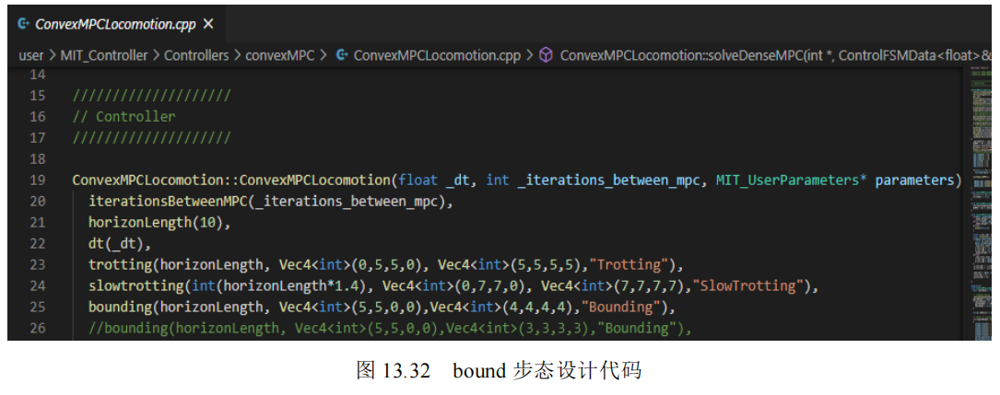 ConvexMPCLocomotion.cpp ×
user > MIT_Controller > Controllers > convexMPC > ConvexMPCLocomotion.cpp > ConvexMPCLocomotion::solveDenseMPC(int *, ControlFSMData<float>&
14
15 ////////////////////
16 // Controller
17 ////////////////////
18
19 ConvexMPCLocomotion::ConvexMPCLocomotion(float _dt, int _iterations_between_mpc, MIT_UserParameters* parameters)
20 iterationsBetweenMPC(_iterations_between_mpc),
21 horizonLength(10),
22 dt(_dt),
23 trotting(horizonLength, Vec4<int>(0,5,5,0), Vec4<int>(5,5,5,5),"Trotting"),
24 slowtrotting(int(horizonLength*1.4), Vec4<int>(0,7,7,0), Vec4<int>(7,7,7,7),"SlowTrotting"),
25 bounding(horizonLength, Vec4<int>(5,5,0,0),Vec4<int>(4,4,4,4),"Bounding"),
26 //bounding(horizonLength, Vec4<int>(5,5,0,0),Vec4<int>(3,3,3,3),"Bounding"),
图 13.32 bound 步态设计代码